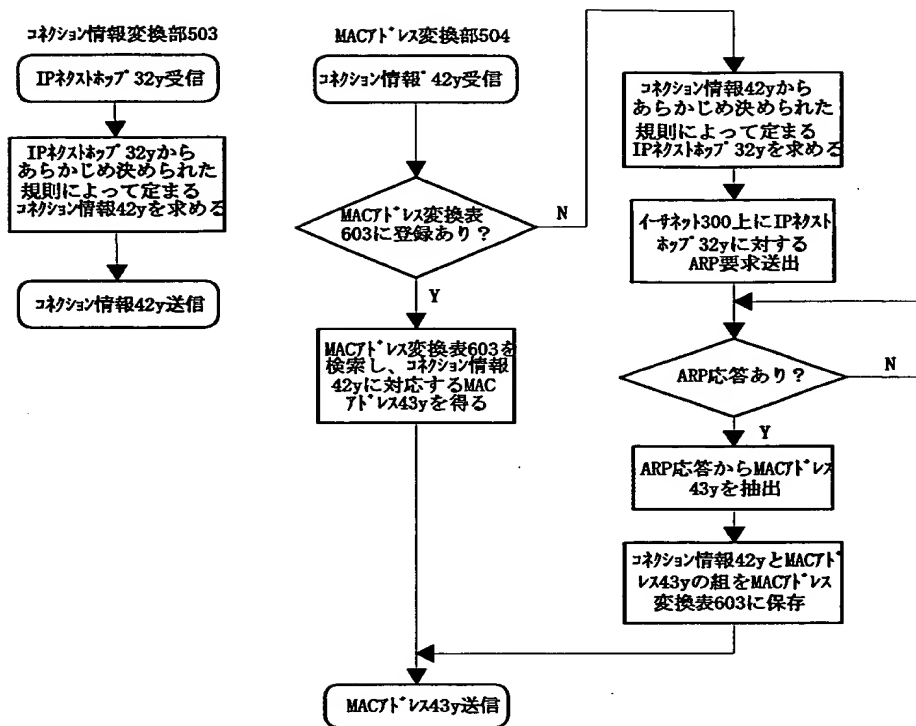 コネクション情報変換部503
IPネクストホップ32y受信
IPネクストホップ32yから
あらかじめ決められた
規則によって定まる
コネクション情報42yを求める
コネクション情報42y送信
MACアドレス変換部504
コネクション情報゛42y受信
MACアドレス変換表
603に登録あり？
N
Y
MACアドレス変換表603を
検索し、コネクション情報
42yに対応するMAC
アドレス43yを得る
コネクション情報42yから
あらかじめ決められた
規則によって定まる
IPネクストホップ32yを求める
イーサネット300上にIPネクスト
ホップ32yに対する
ARP要求送出
ARP応答あり？
N
Y
ARP応答からMACアドレス
43yを抽出
コネクション情報42yとMACアド
レス43yの組をMACアドレス
変換表603に保存
MACアドレス43y送信